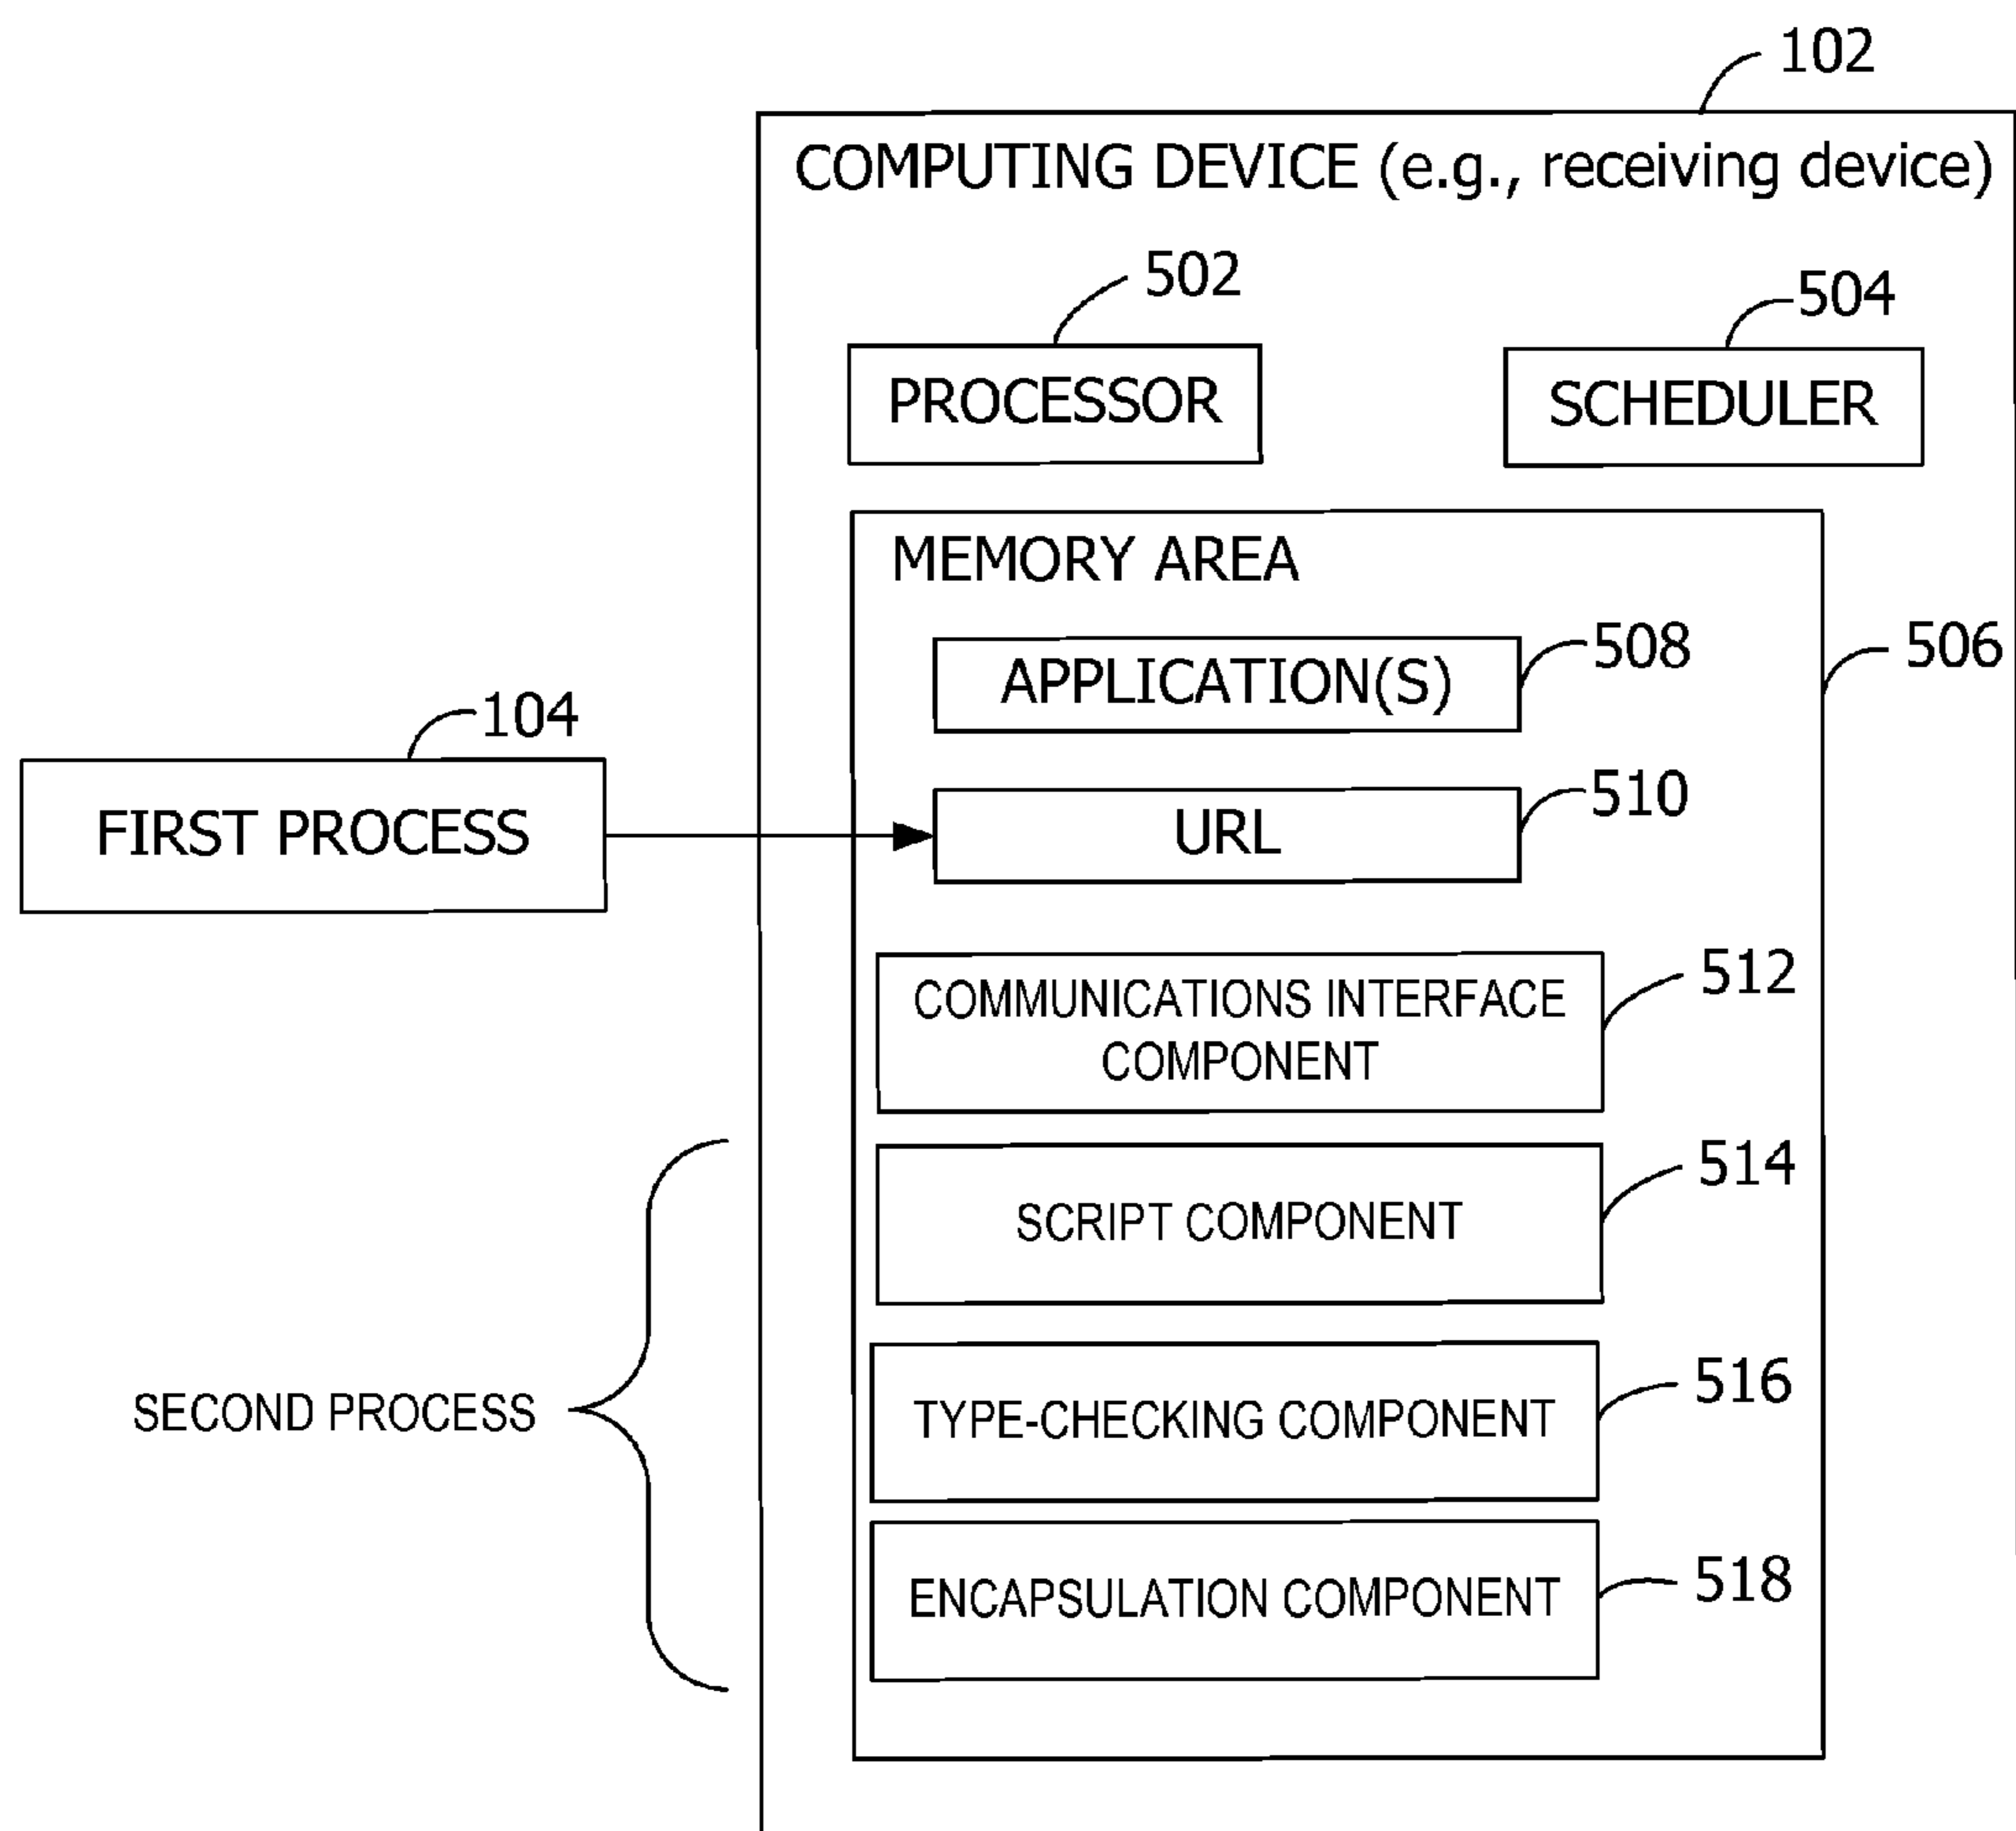 102
COMPUTING DEVICE (e.g., receiving device)
502
504
PROCESSOR
SCHEDULER
MEMORY AREA
508
506
APPLICATION(S)
104
510
FIRST PROCESS
URL
512
COMMUNICATIONS INTERFACE
COMPONENT
514
SCRIPT COMPONENT
516
SECOND PROCESS
TYPE-CHECKING COMPONENT
518
ENCAPSULATION COMPONENT